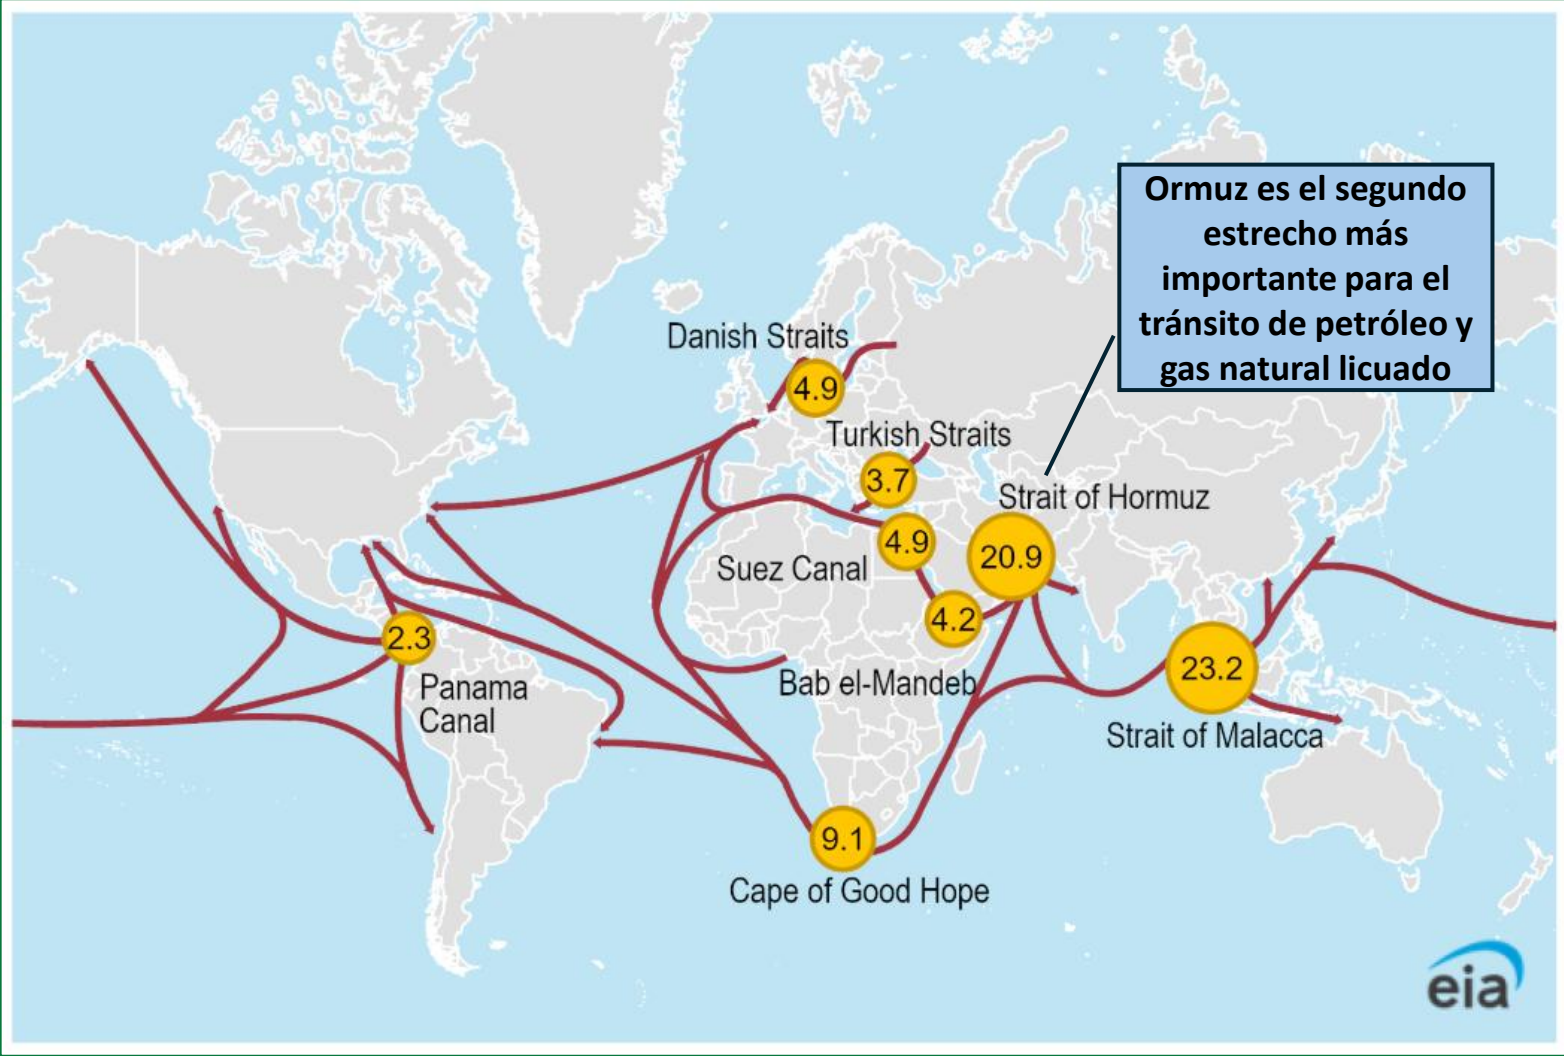 Ormuz es el segundo
estrecho más
importante para el
tránsito de petróleo y
gas natural licuado
Danish Straits
4.9
Turkish Straits
3.7
Strait of Hormuz
20.9
Suez Canal
4.9
4.2
Bab el-Mandeb
2.3
Panama
Canal
23.2
Strait of Malacca
9.1
Cape of Good Hope
eia